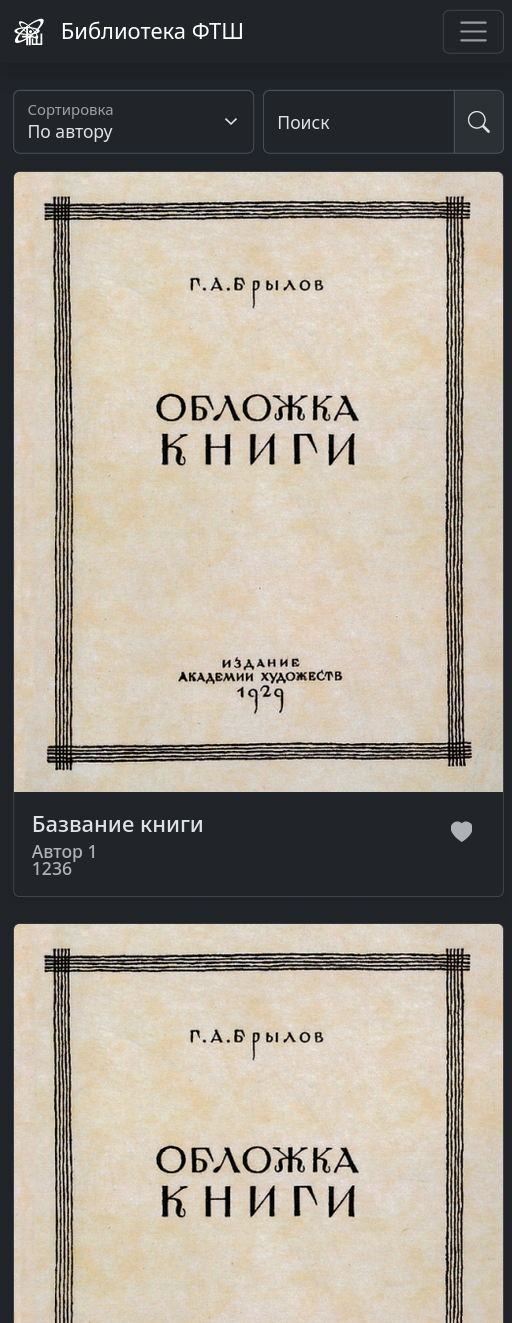 Библиотека ФТШ
Сортировка
По автору
Поиск
Г.А.Брылов
ОБЛОЖКА
КНИГИ
ИЗДАНИЕ
АКАДЕМИИ ХУДОЖЕСТВ
1929
Базвание книги
Автор 1
1236
Г.А.Брылов
ОБЛОЖКА
КНИГИ